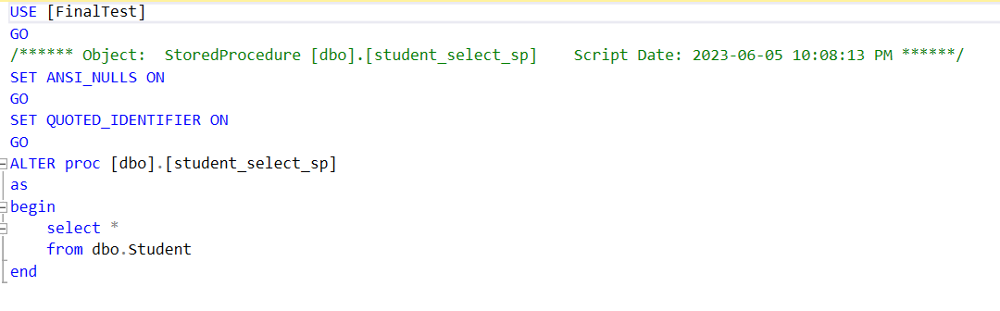 USE [FinalTest]
GO
/****** Object:  StoredProcedure [dbo].[student_select_sp]    Script Date: 2023-06-05 10:08:13 PM ******/
SET ANSI_NULLS ON
GO
SET QUOTED_IDENTIFIER ON
GO
ALTER proc [dbo].[student_select_sp]
as
begin
    select *
    from dbo.Student
end